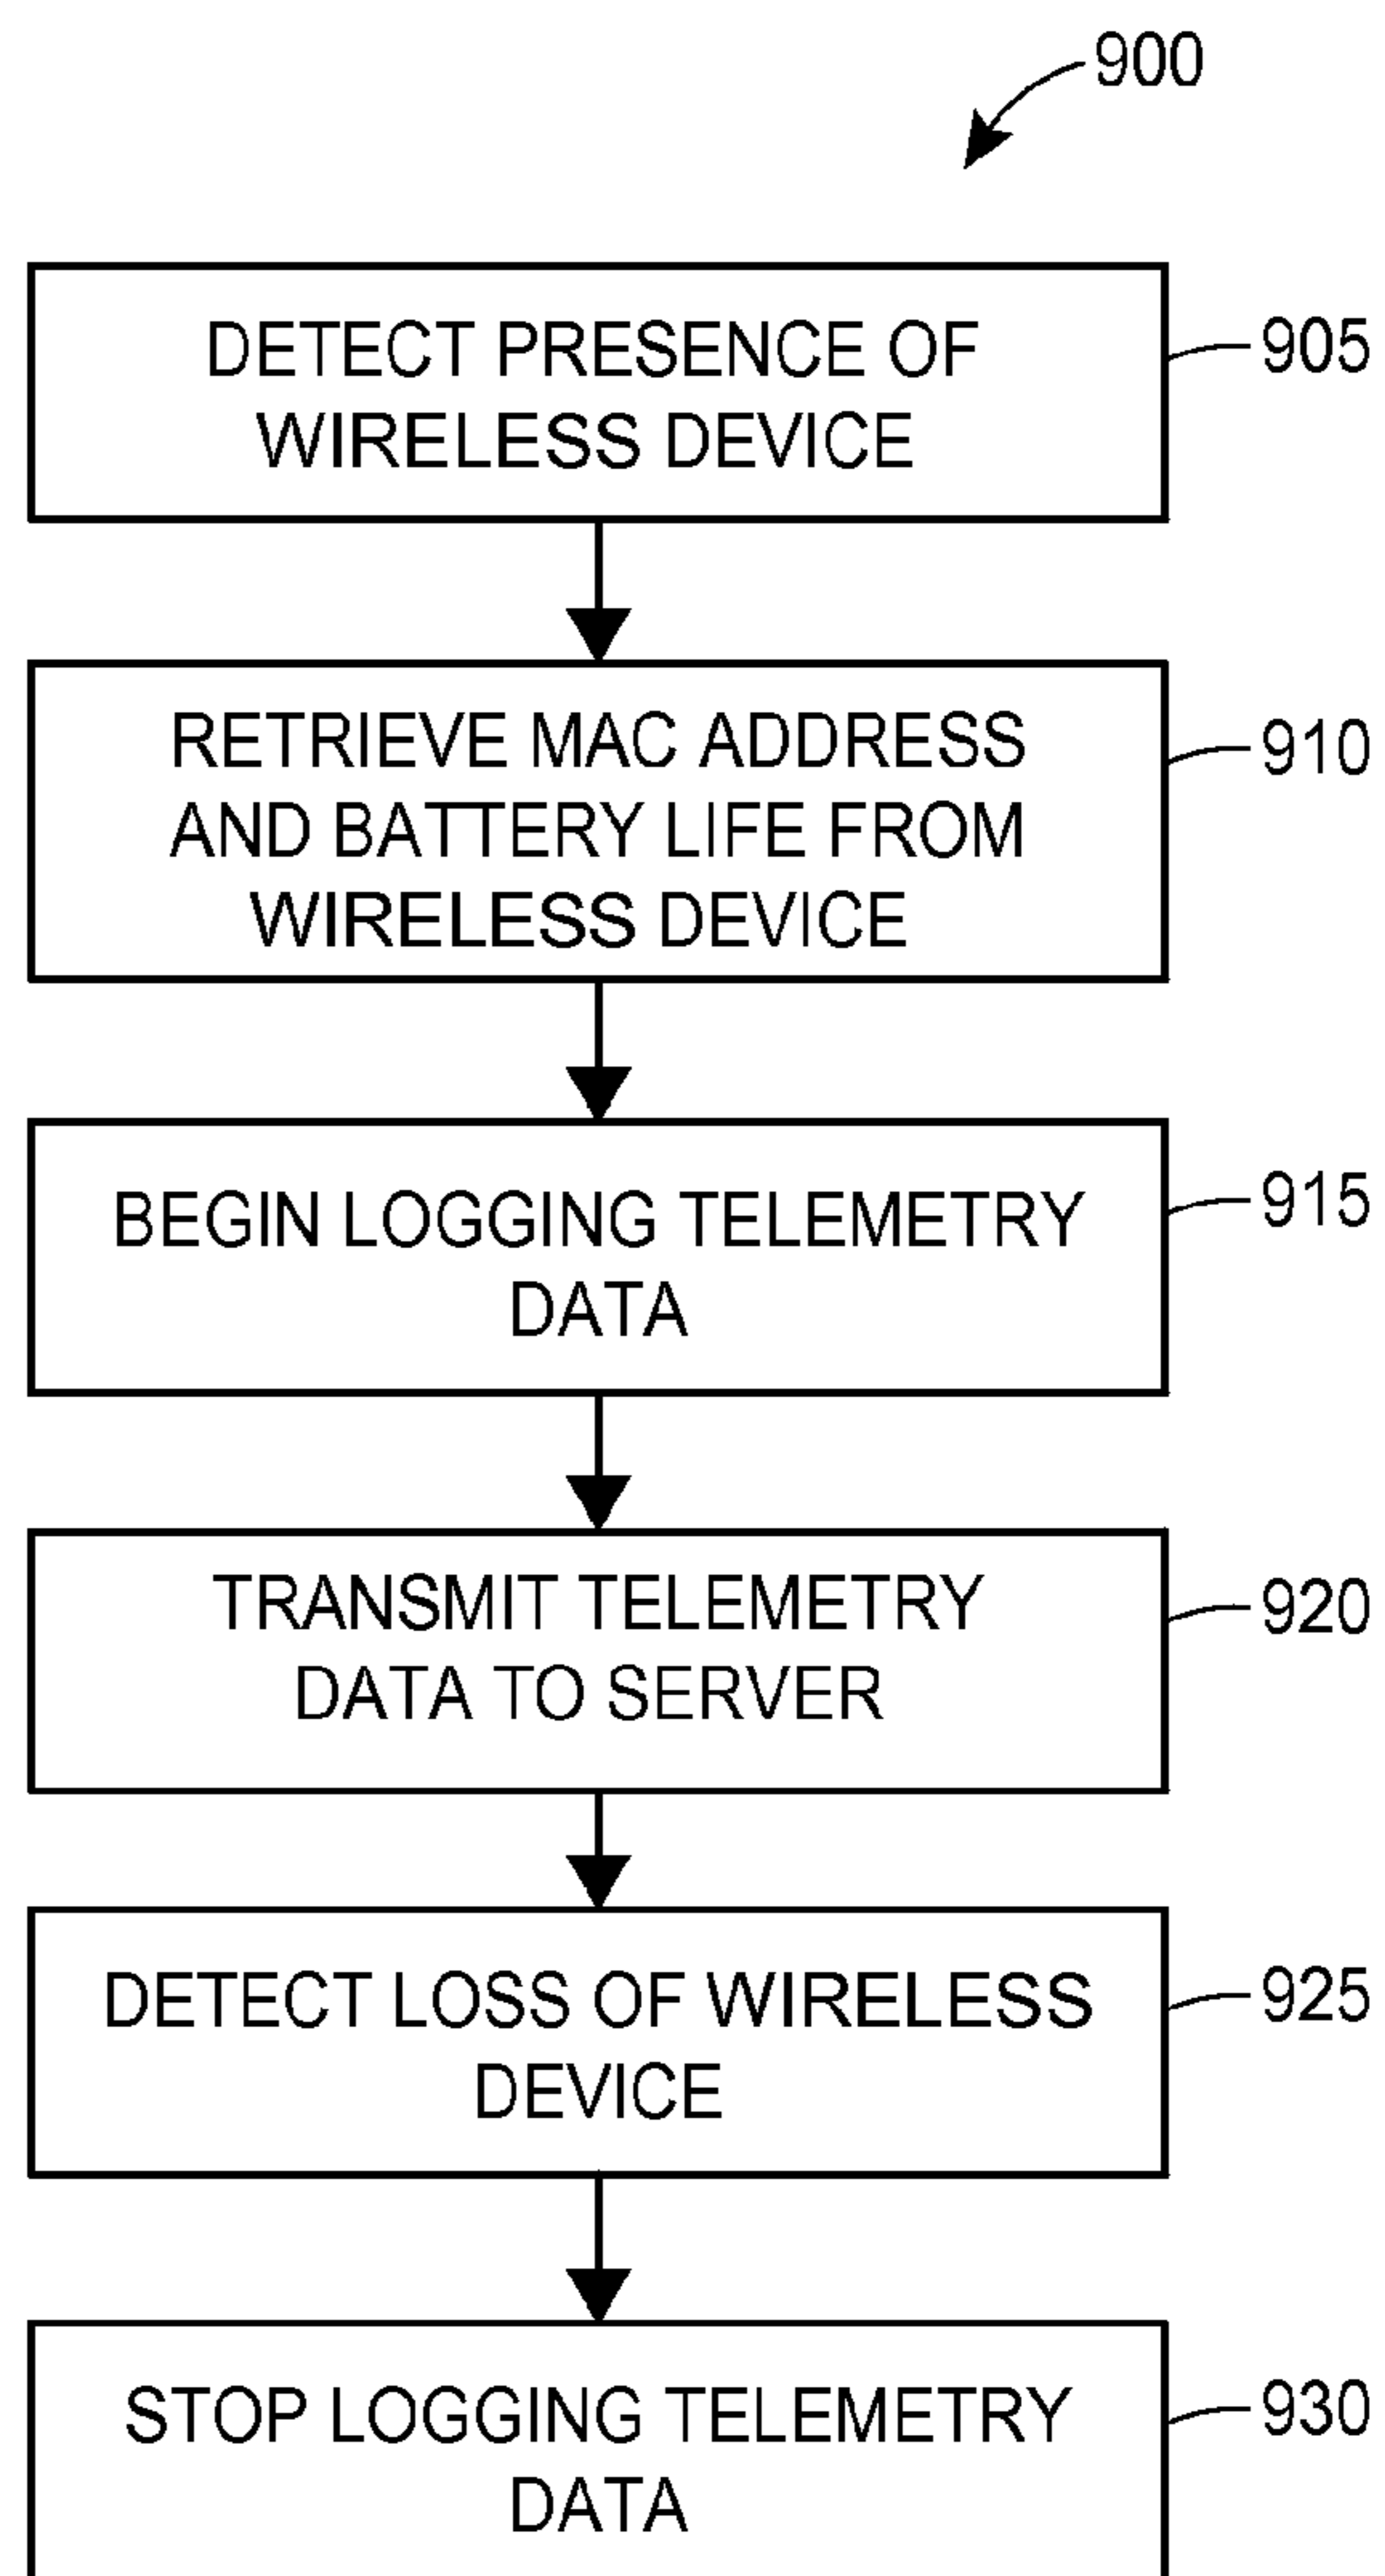 900
DETECT PRESENCE OF
WIRELESS DEVICE
905
RETRIEVE MAC ADDRESS
AND BATTERY LIFE FROM
WIRELESS DEVICE
910
BEGIN LOGGING TELEMETRY
DATA
915
TRANSMIT TELEMETRY
DATA TO SERVER
920
DETECT LOSS OF WIRELESS
DEVICE
925
STOP LOGGING TELEMETRY
DATA
930